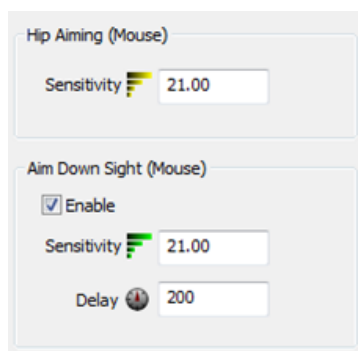 Hip Aiming (Mouse)
Sensitivity 21.00
Aim Down Sight (Mouse)
Enable
Sensitivity 21.00
Delay 200